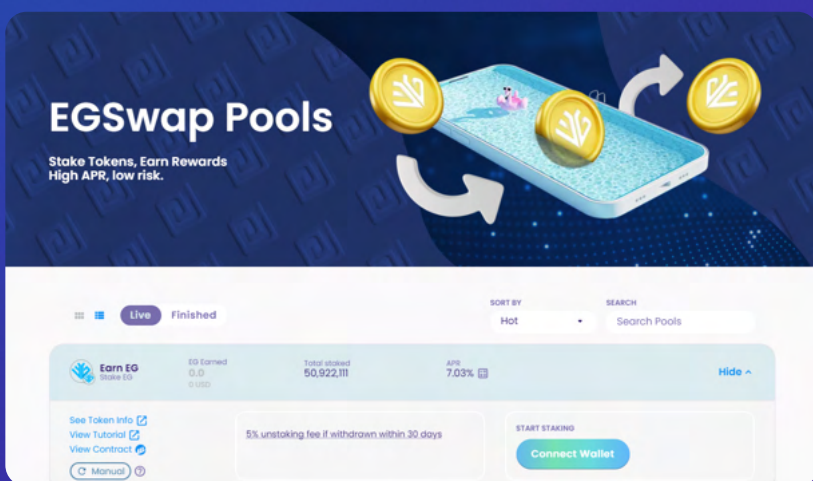 EGSwap Pools
Stake Tokens, Earn Rewards
High APR, low risk.
SORT BY
SEARCH
Live
Finished
Hot
Search Pools
Earn EG
Stake EG
EG Earned
0.0
0 USD
Total staked
50,922,111
APR
7.03%
Hide
See Token Info
View Tutorial
View Contract
Manual
5% unstaking fee if withdrawn within 30 days
START STAKING
Connect Wallet